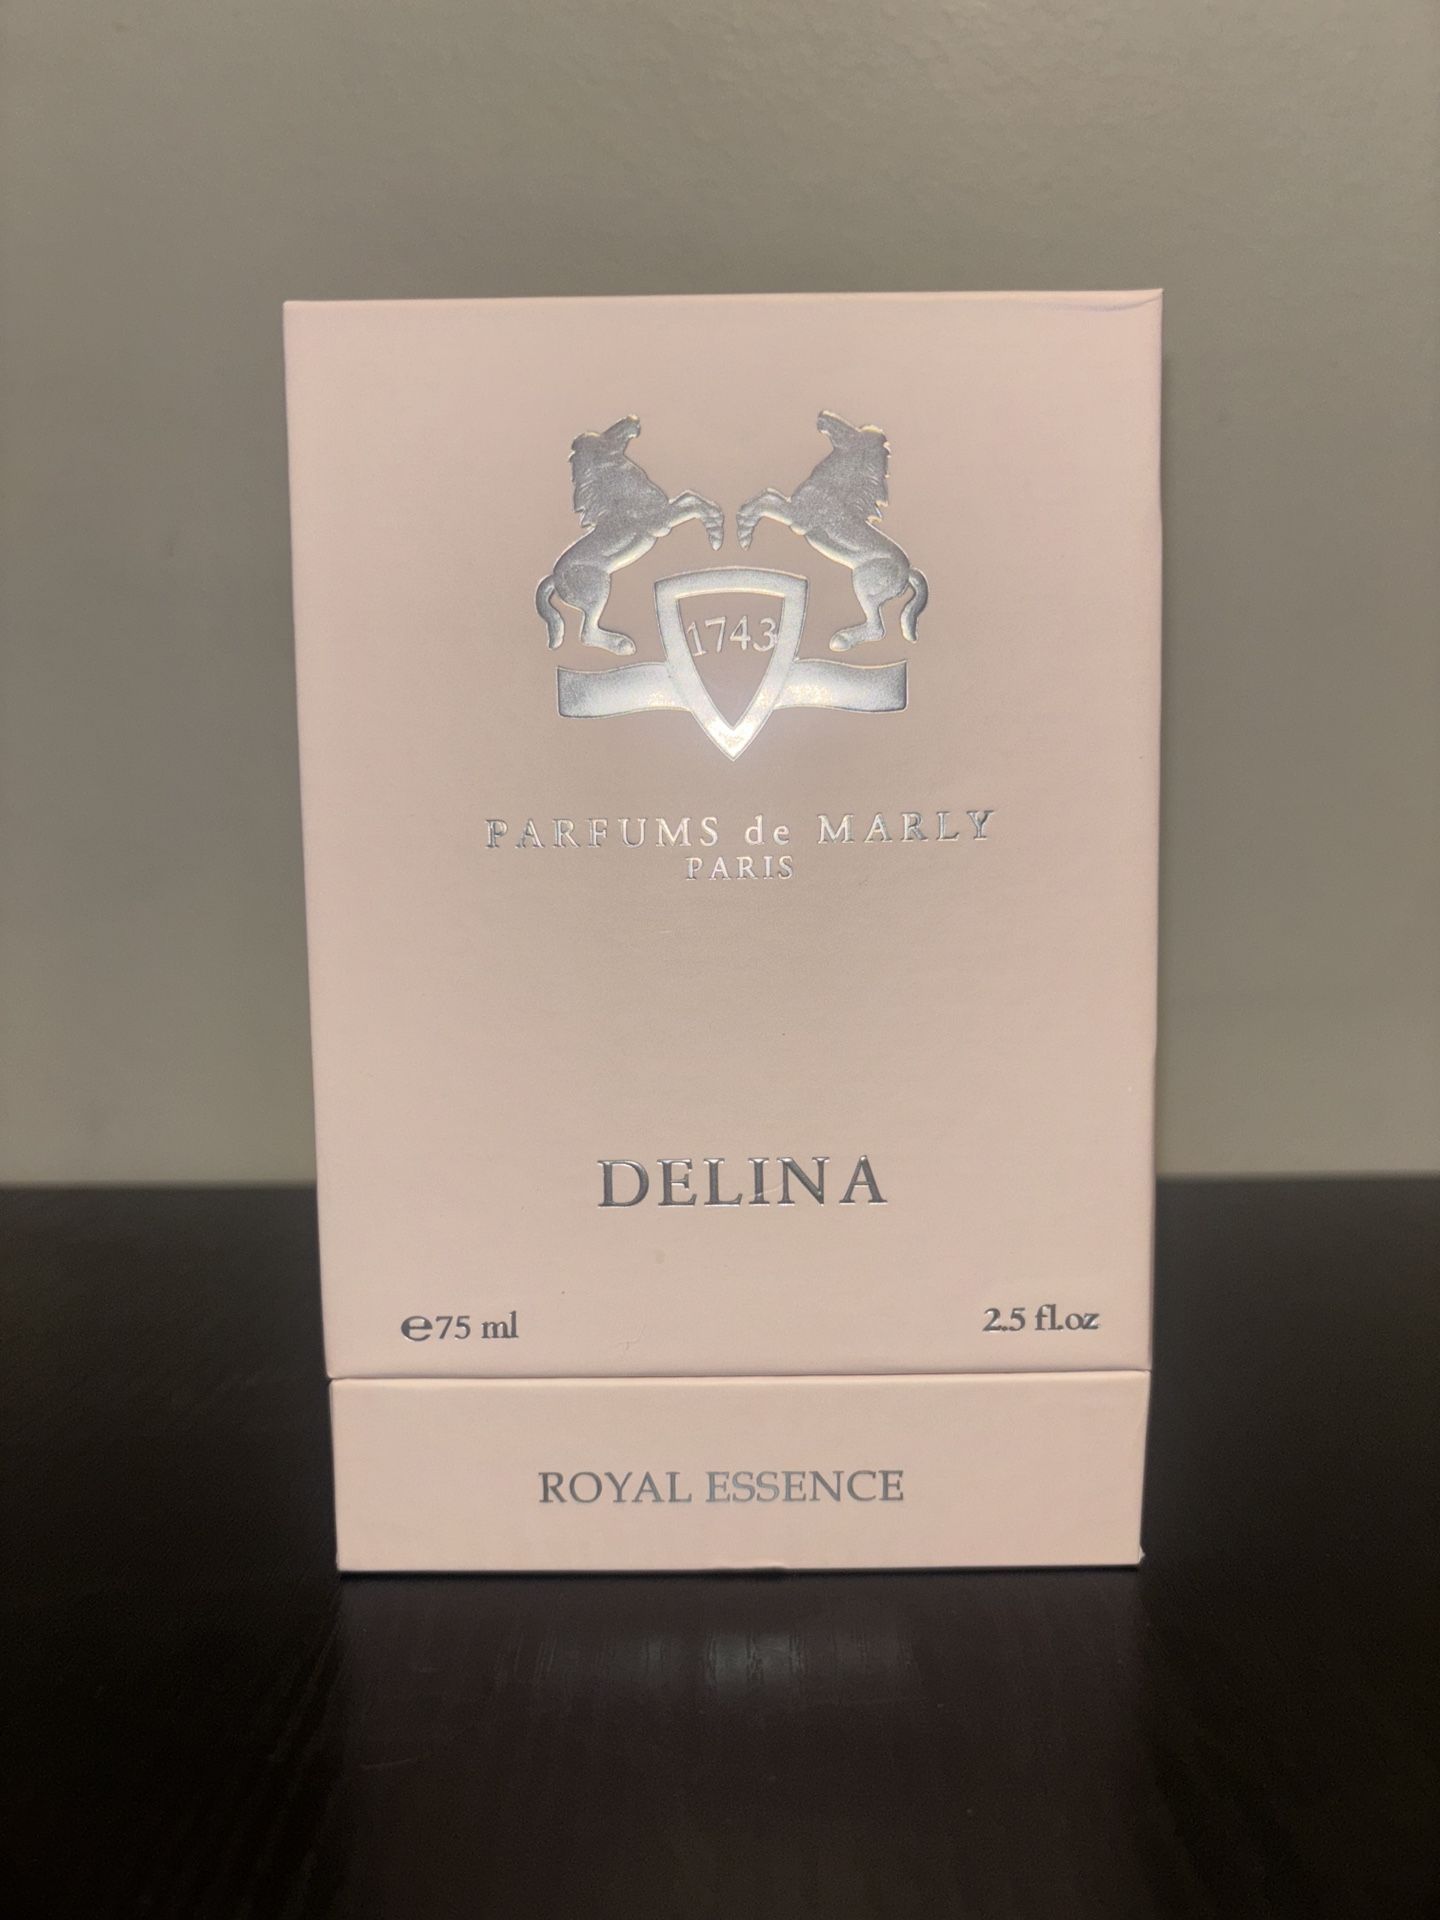 1743
PARFUMS de MARLY
PARIS
DELINA
℮75 ml 2.5 fl.oz
ROYAL ESSENCE